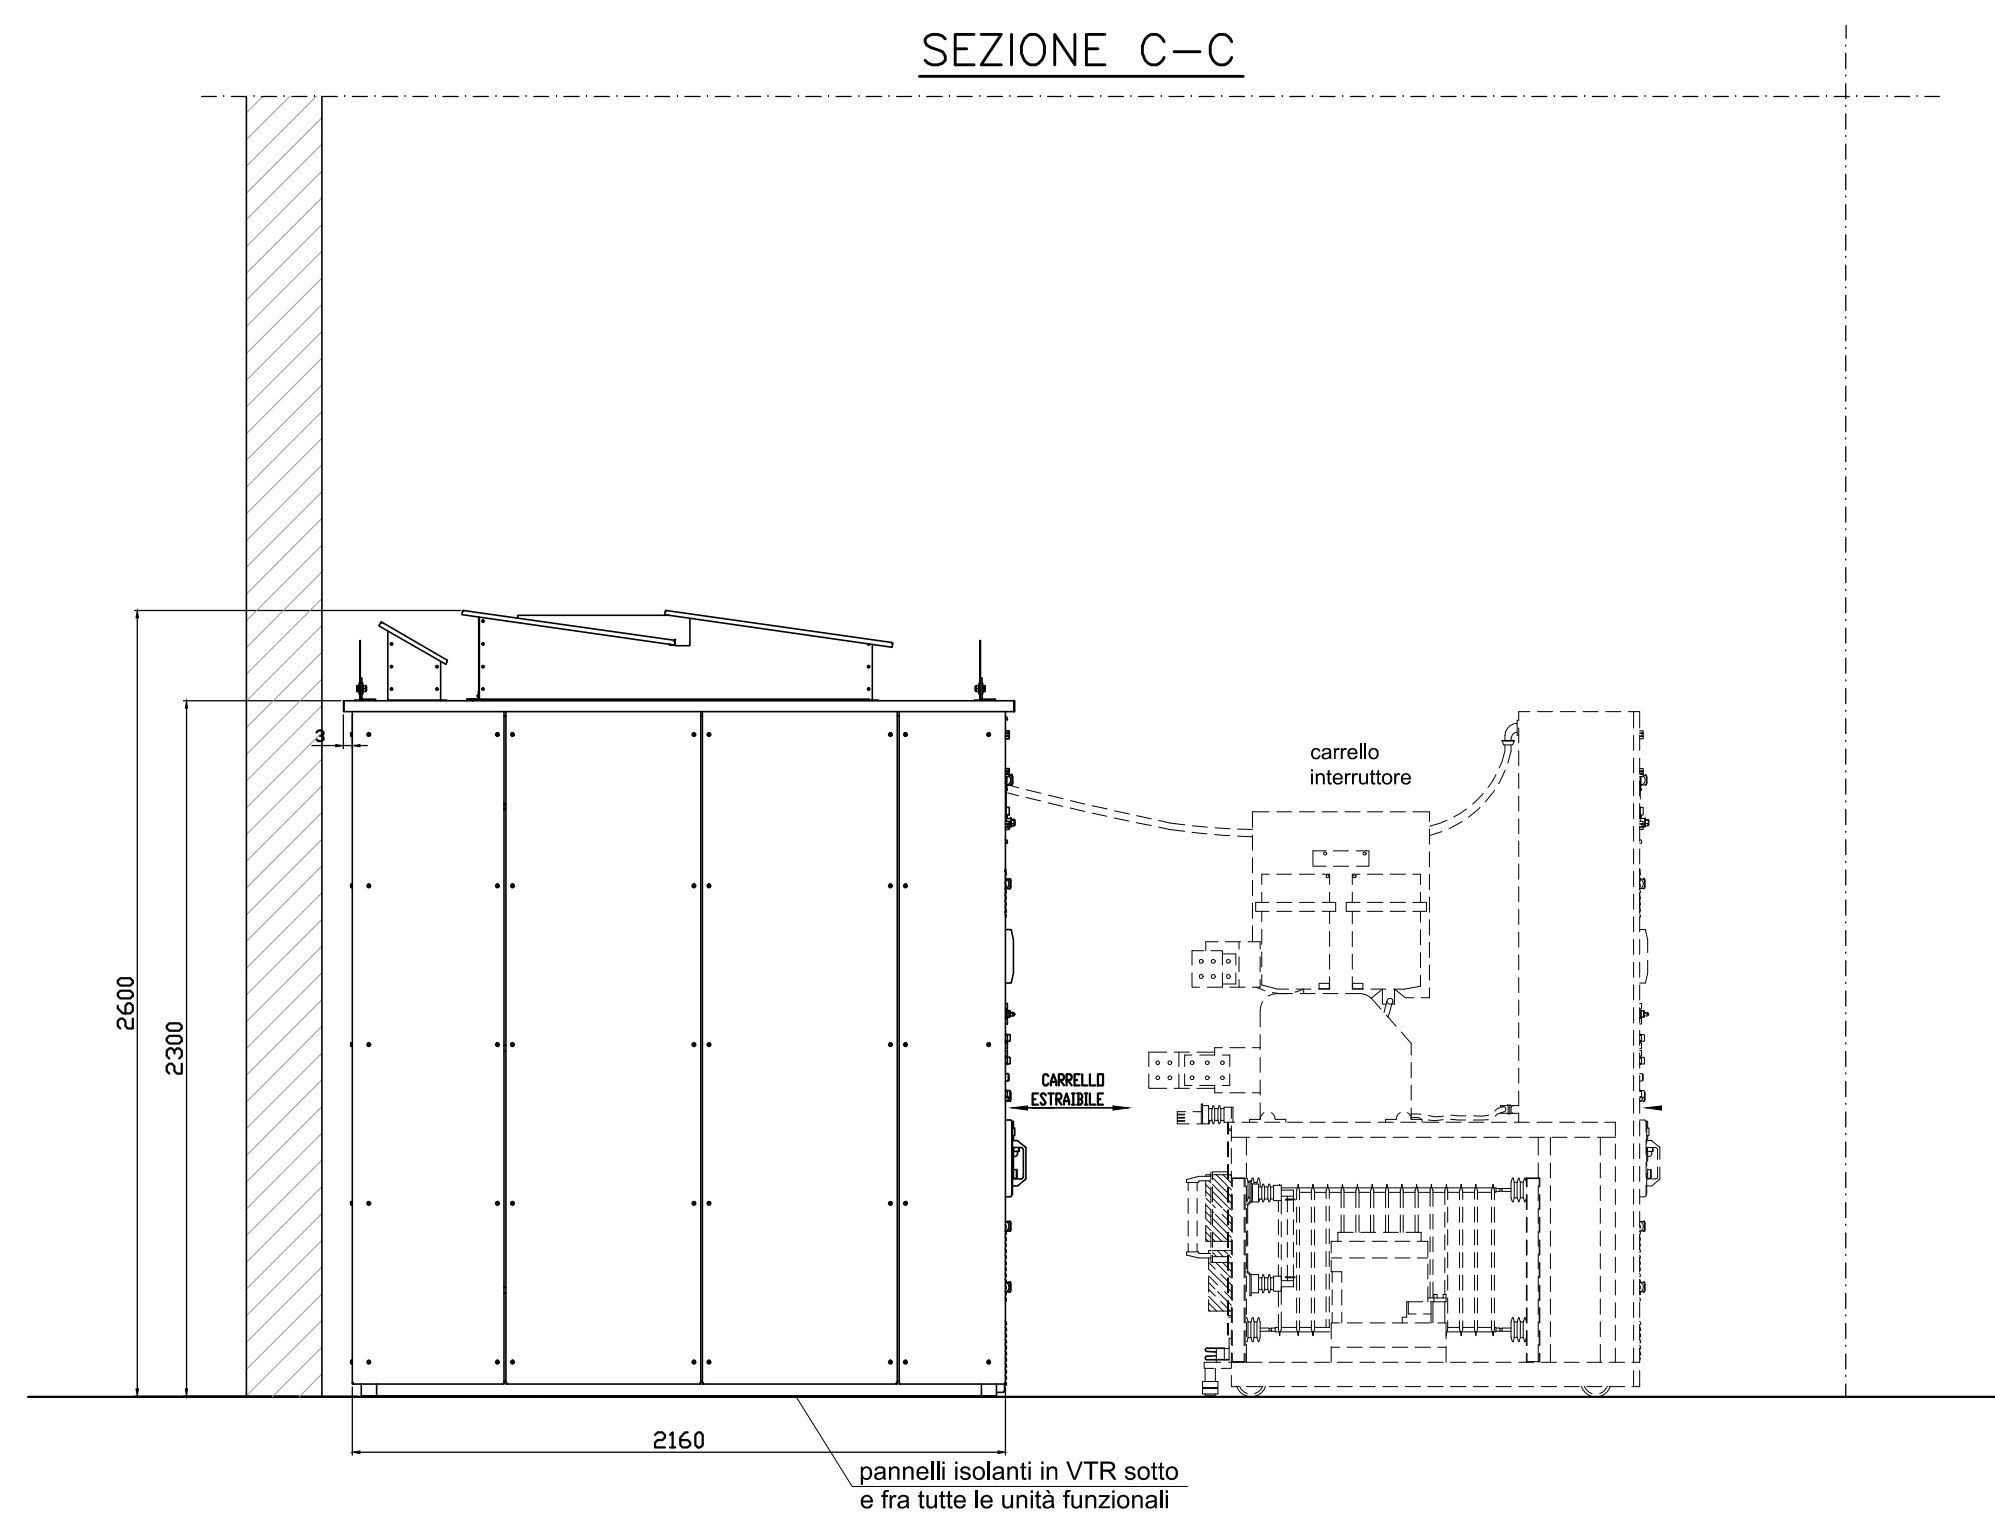 SEZIONE C-C
carrello
interruttore
3
2600
2300
CARRELLO
ESTRAIBILE
2160
pannelli isolanti in VTR sotto
e fra tutte le unità funzionali